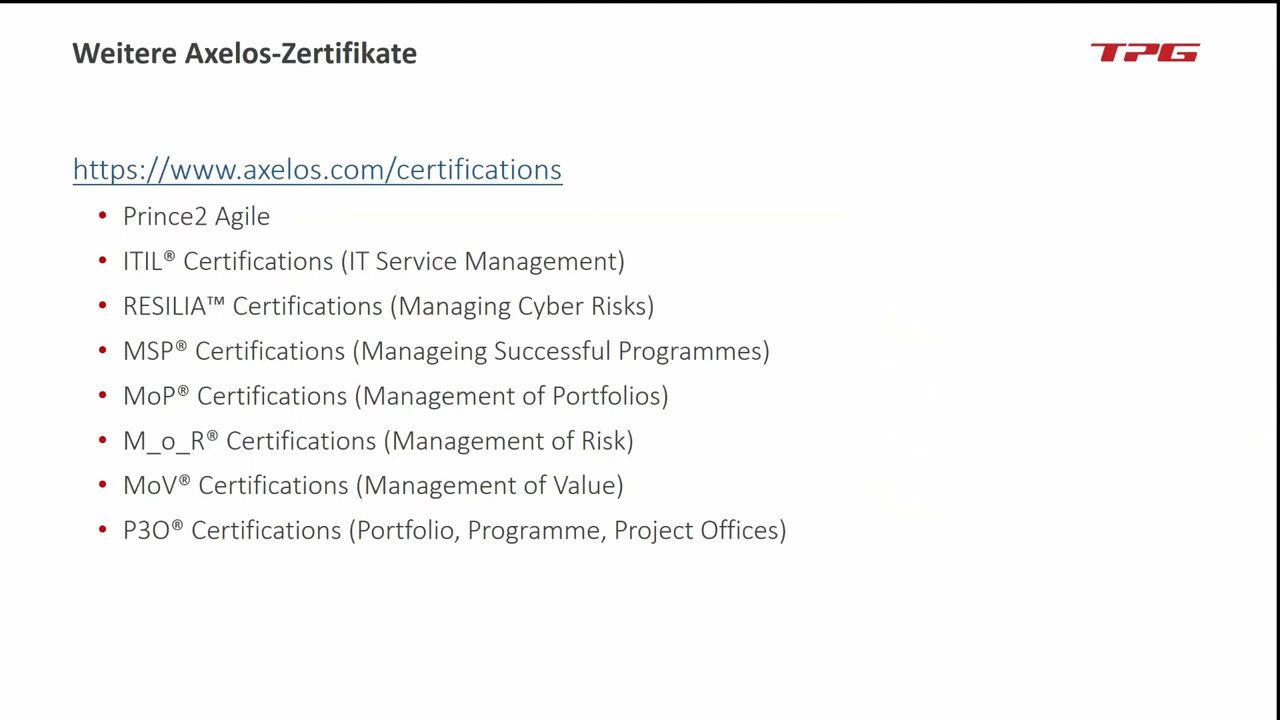 Weitere Axelos-Zertifikate
TPG
https://www.axelos.com/certifications
• Prince2 Agile
• ITIL® Certifications (IT Service Management)
• RESILIA™ Certifications (Managing Cyber Risks)
• MSP® Certifications (Manageing Successful Programmes)
• MoP® Certifications (Management of Portfolios)
• M_o_R® Certifications (Management of Risk)
• MoV® Certifications (Management of Value)
• P3O® Certifications (Portfolio, Programme, Project Offices)